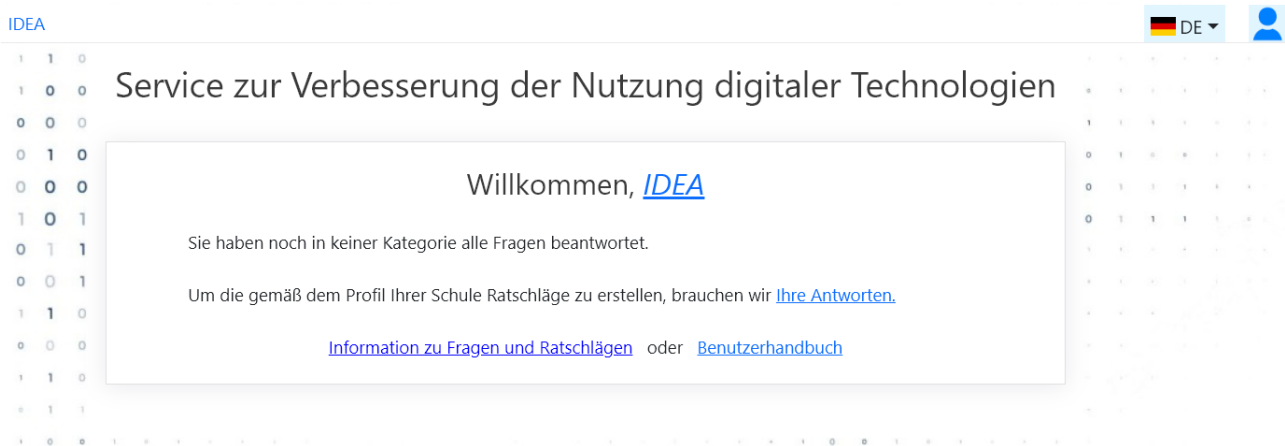 IDEA
DE
Service zur Verbesserung der Nutzung digitaler Technologien
Willkommen, IDEA
Sie haben noch in keiner Kategorie alle Fragen beantwortet.
Um die gemäß dem Profil Ihrer Schule Ratschläge zu erstellen, brauchen wir Ihre Antworten.
Information zu Fragen und Ratschlägen oder Benutzerhandbuch